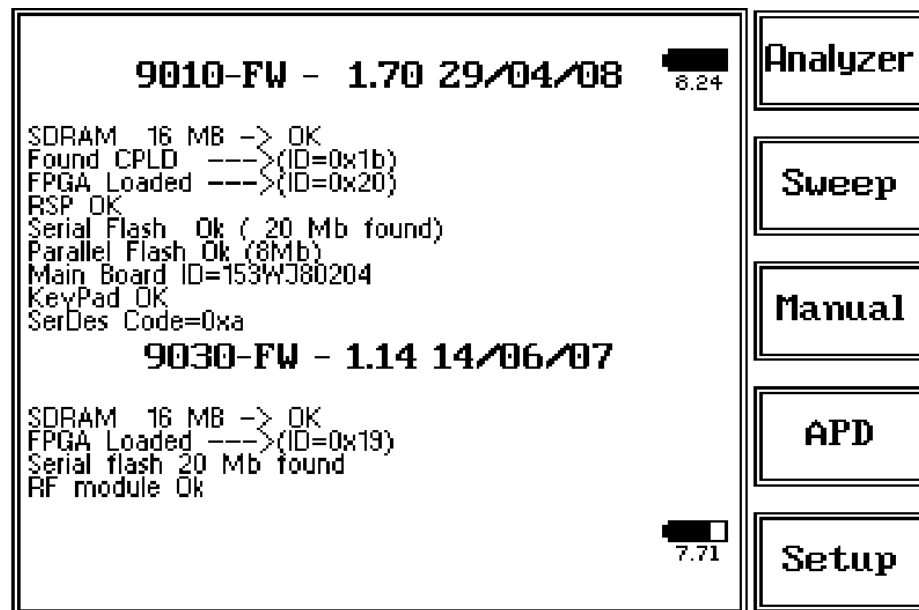 9010-FW - 1.70 29/04/08
8.24
SDRAM 16 MB -> OK
Found CPLD --->(ID=0x1b)
FPGA Loaded --->(ID=0x20)
RSP OK
Serial Flash Ok ( 20 Mb found)
Parallel Flash Ok (8Mb)
Main Board ID=153WJ80204
KeyPad OK
SerDes Code=0xa
9030-FW - 1.14 14/06/07
SDRAM 16 MB -> OK
FPGA Loaded --->(ID=0x19)
Serial flash 20 Mb found
RF module Ok
7.71
Analyzer
Sweep
Manual
APD
Setup